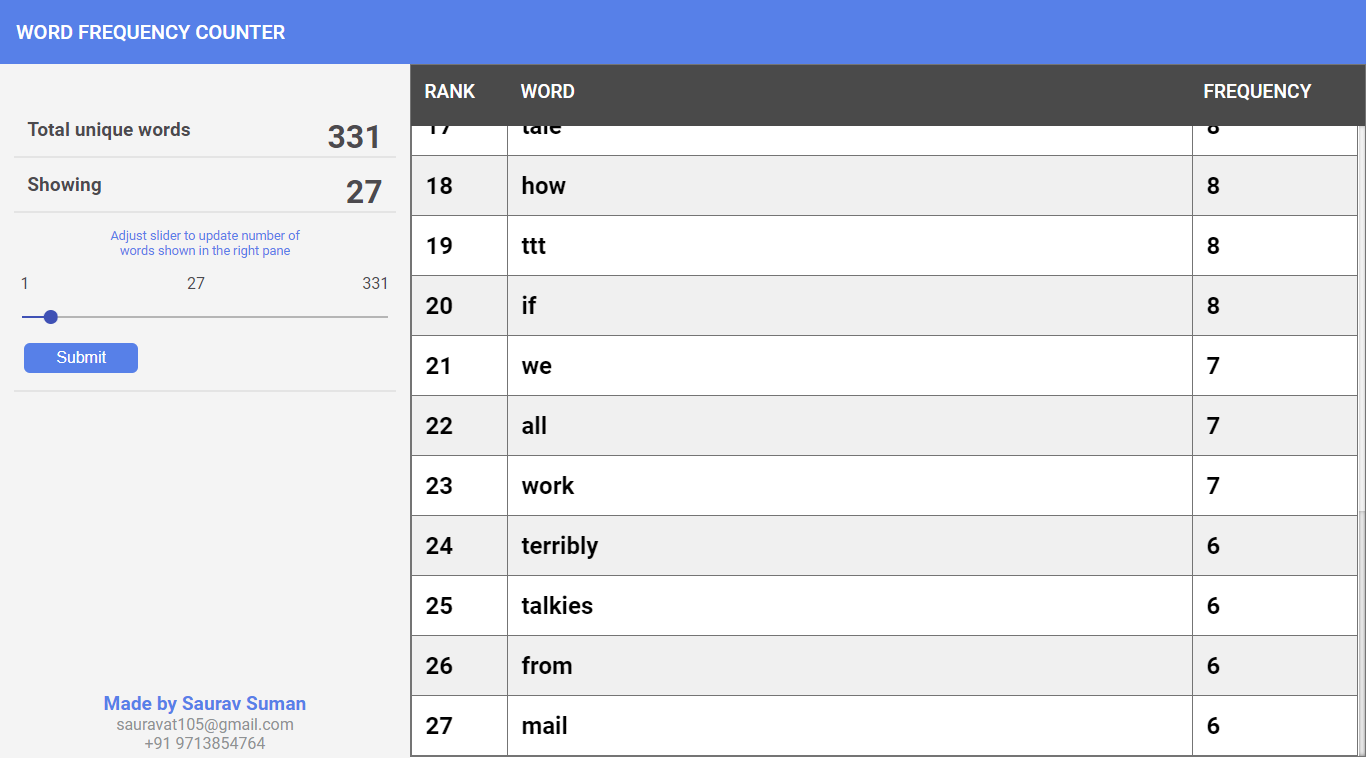 WORD FREQUENCY COUNTER
Total unique words 331
Showing 27
Adjust slider to update number of
words shown in the right pane
1 27 331
Submit
Made by Saurav Suman
sauravat105@gmail.com
+91 9713854764
RANK WORD FREQUENCY
17 tale 8
18 how 8
19 ttt 8
20 if 8
21 we 7
22 all 7
23 work 7
24 terribly 6
25 talkies 6
26 from 6
27 mail 6